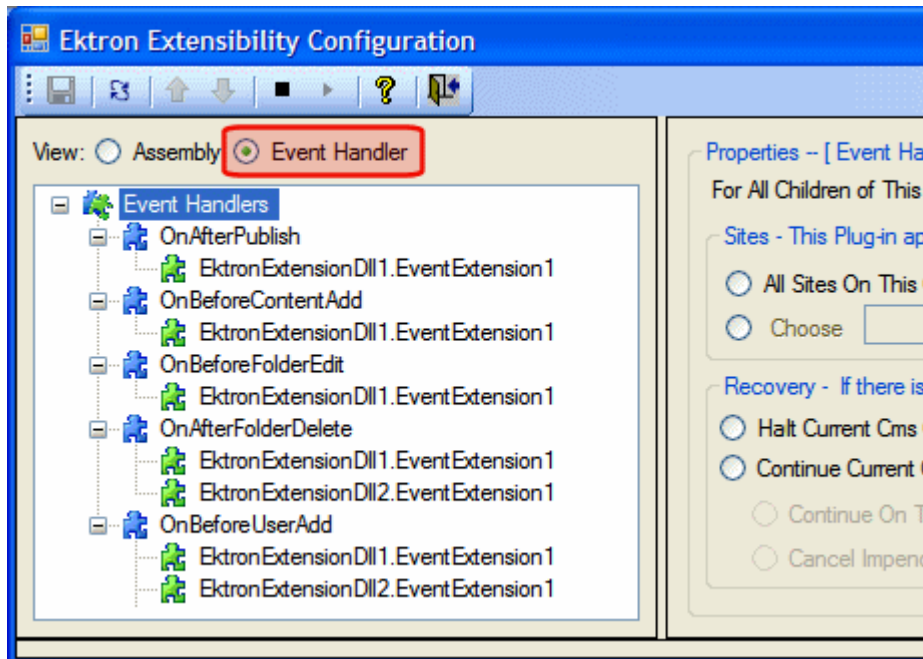 Ektron Extensibility Configuration
View: Assembly Event Handler
Event Handlers
OnAfterPublish
EktronExtensionDll1.EventExtension1
OnBeforeContentAdd
EktronExtensionDll1.EventExtension1
OnBeforeFolderEdit
EktronExtensionDll1.EventExtension1
OnAfterFolderDelete
EktronExtensionDll1.EventExtension1
EktronExtensionDll2.EventExtension1
OnBeforeUserAdd
EktronExtensionDll1.EventExtension1
EktronExtensionDll2.EventExtension1
Properties -- [ Event Ha
For All Children of This
Sites - This Plug-in ap
All Sites On This
Choose
Recovery - If there is
Halt Current Cms
Continue Current
Continue On T
Cancel Impend